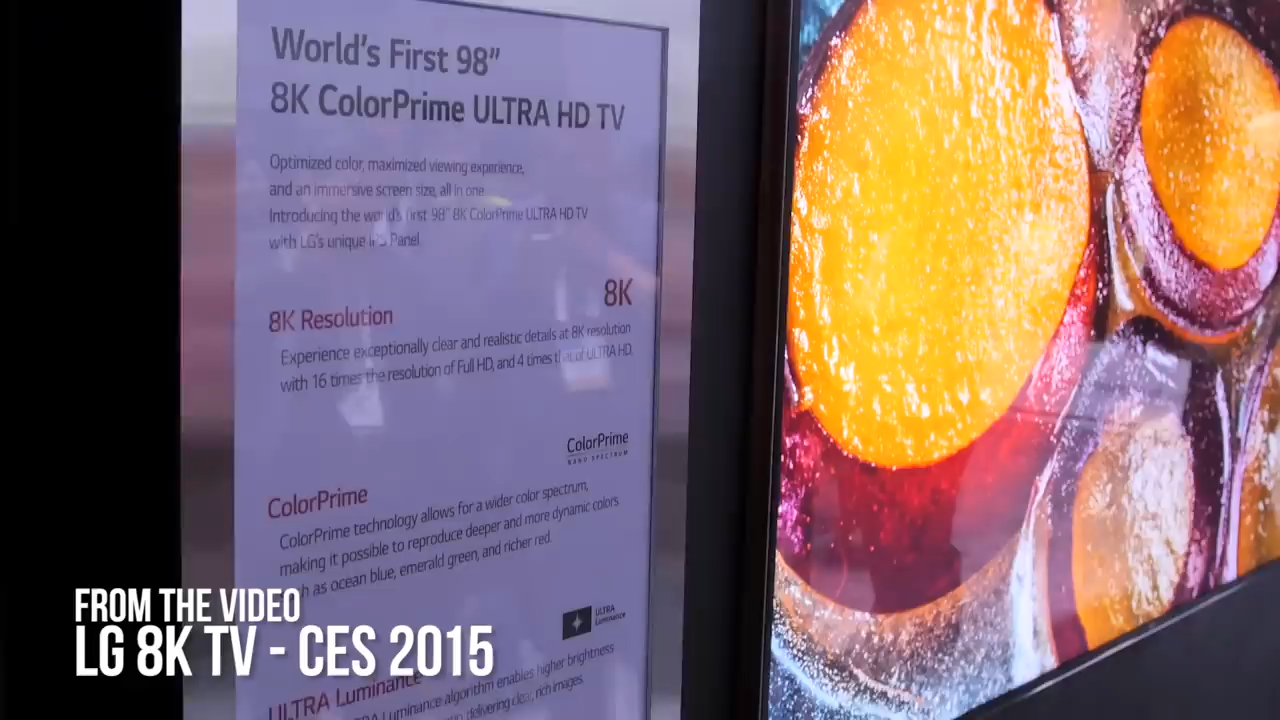 World's First 98"
8K ColorPrime ULTRA HD TV
Optimized color, maximized viewing experience,
and an immersive screen size, all in one.
Introducing the world's first 98" 8K ColorPrime ULTRA HD TV
with LG's unique IPS Panel
8K
8K Resolution
Experience exceptionally clear and realistic details at 8K resolution
with 16 times the resolution of Full HD, and 4 times that of ULTRA HD.
ColorPrime
NANO SPECTRUM
ColorPrime
ColorPrime technology allows for a wider color spectrum,
making it possible to reproduce deeper and more dynamic colors
as ocean blue, emerald green, and richer red.
ULTRA
Luminance
ULTRA Luminance
Luminance algorithm enables higher brightness
delivering clear, rich images
FROM THE VIDEO
LG 8K TV - CES 2015